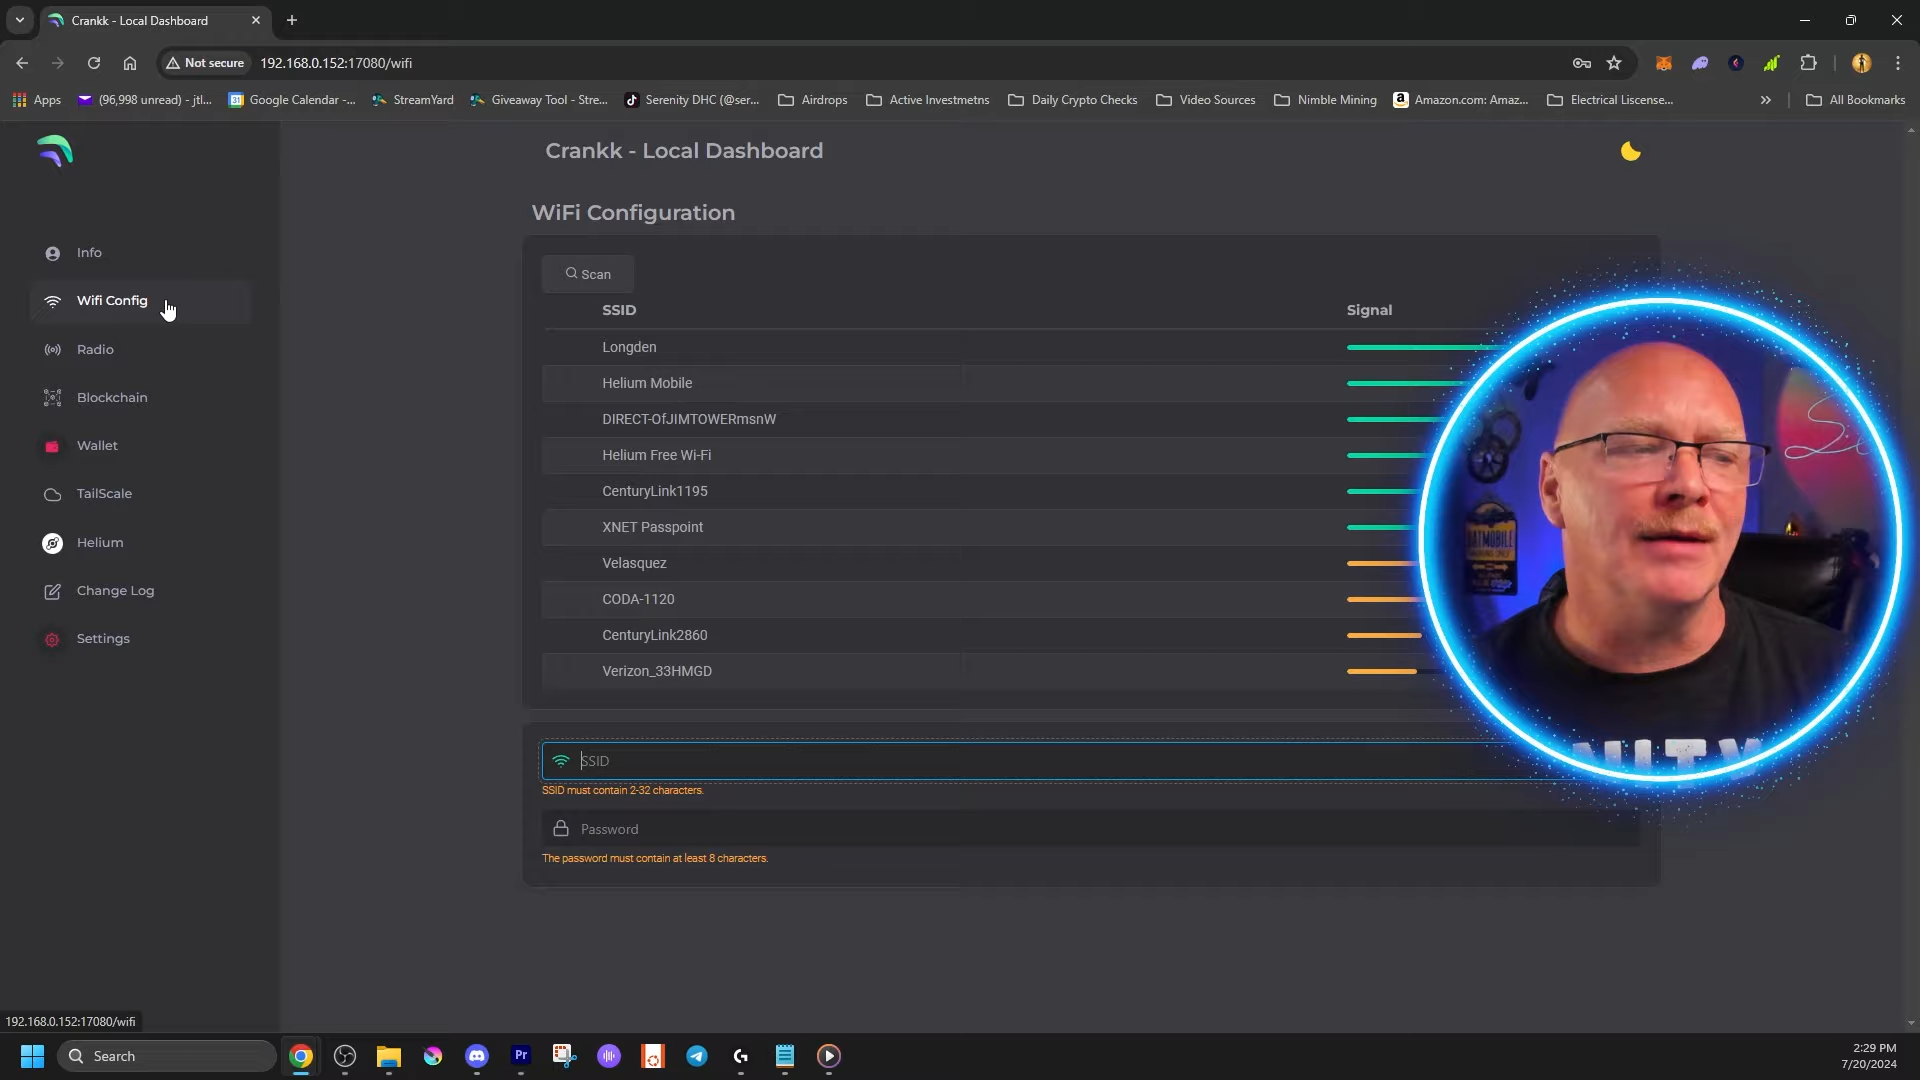 Crankk - Local Dashboard
Not secure
192.168.0.152:17080/wifi
Apps
(96,998 unread) - jtl...
Google Calendar -...
StreamYard
Giveaway Tool - Stre...
Serenity DHC (@ser...
Airdrops
Active Investmetns
Daily Crypto Checks
Video Sources
Nimble Mining
Amazon.com: Amaz...
Electrical Liscense...
All Bookmarks
Crankk - Local Dashboard
Info
Wifi Config
Radio
Blockchain
Wallet
TailScale
Helium
Change Log
Settings
WiFi Configuration
Scan
SSID Signal
Longden
Helium Mobile
DIRECT-OfJIMTOWERmsnW
Helium Free Wi-Fi
CenturyLink1195
XNET Passpoint
Velasquez
CODA-1120
CenturyLink2860
Verizon_33HMGD
SSID
SSID must contain 2-32 characters.
Password
The password must contain at least 8 characters.
192.168.0.152:17080/wifi
Search
Pr
2:29 PM
7/20/2024